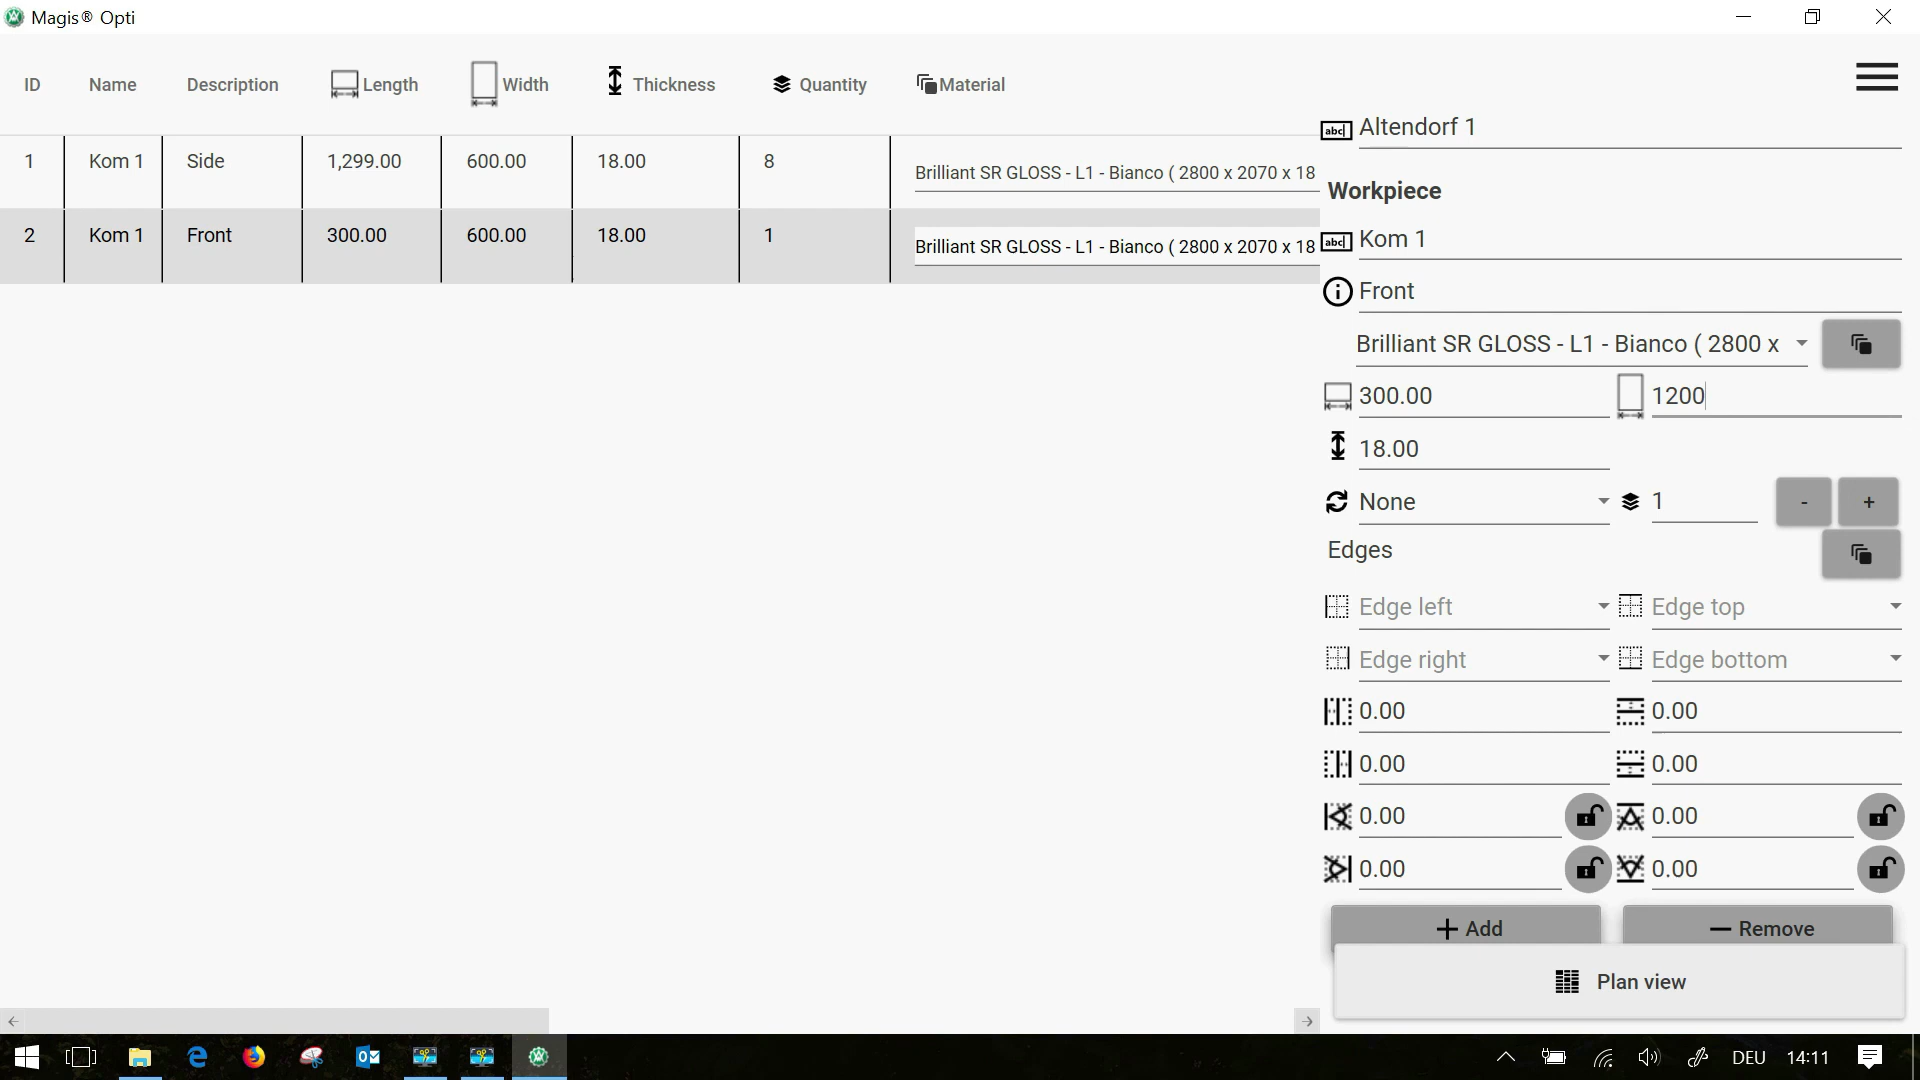 Magis® Opti
ID Name Description Length Width Thickness Quantity Material
1 Kom 1 Side 1,299.00 600.00 18.00 8 Brilliant SR GLOSS - L1 - Bianco ( 2800 x 2070 x 18
2 Kom 1 Front 300.00 600.00 18.00 1 Brilliant SR GLOSS - L1 - Bianco ( 2800 x 2070 x 18
abc Altendorf 1
Workpiece
abc Kom 1
Front
Brilliant SR GLOSS - L1 - Bianco ( 2800 x
300.00 1200
18.00
None 1 - +
Edges
Edge left Edge top
Edge right Edge bottom
0.00 0.00
0.00 0.00
0.00 0.00
0.00 0.00
+ Add — Remove
Plan view
DEU 14:11